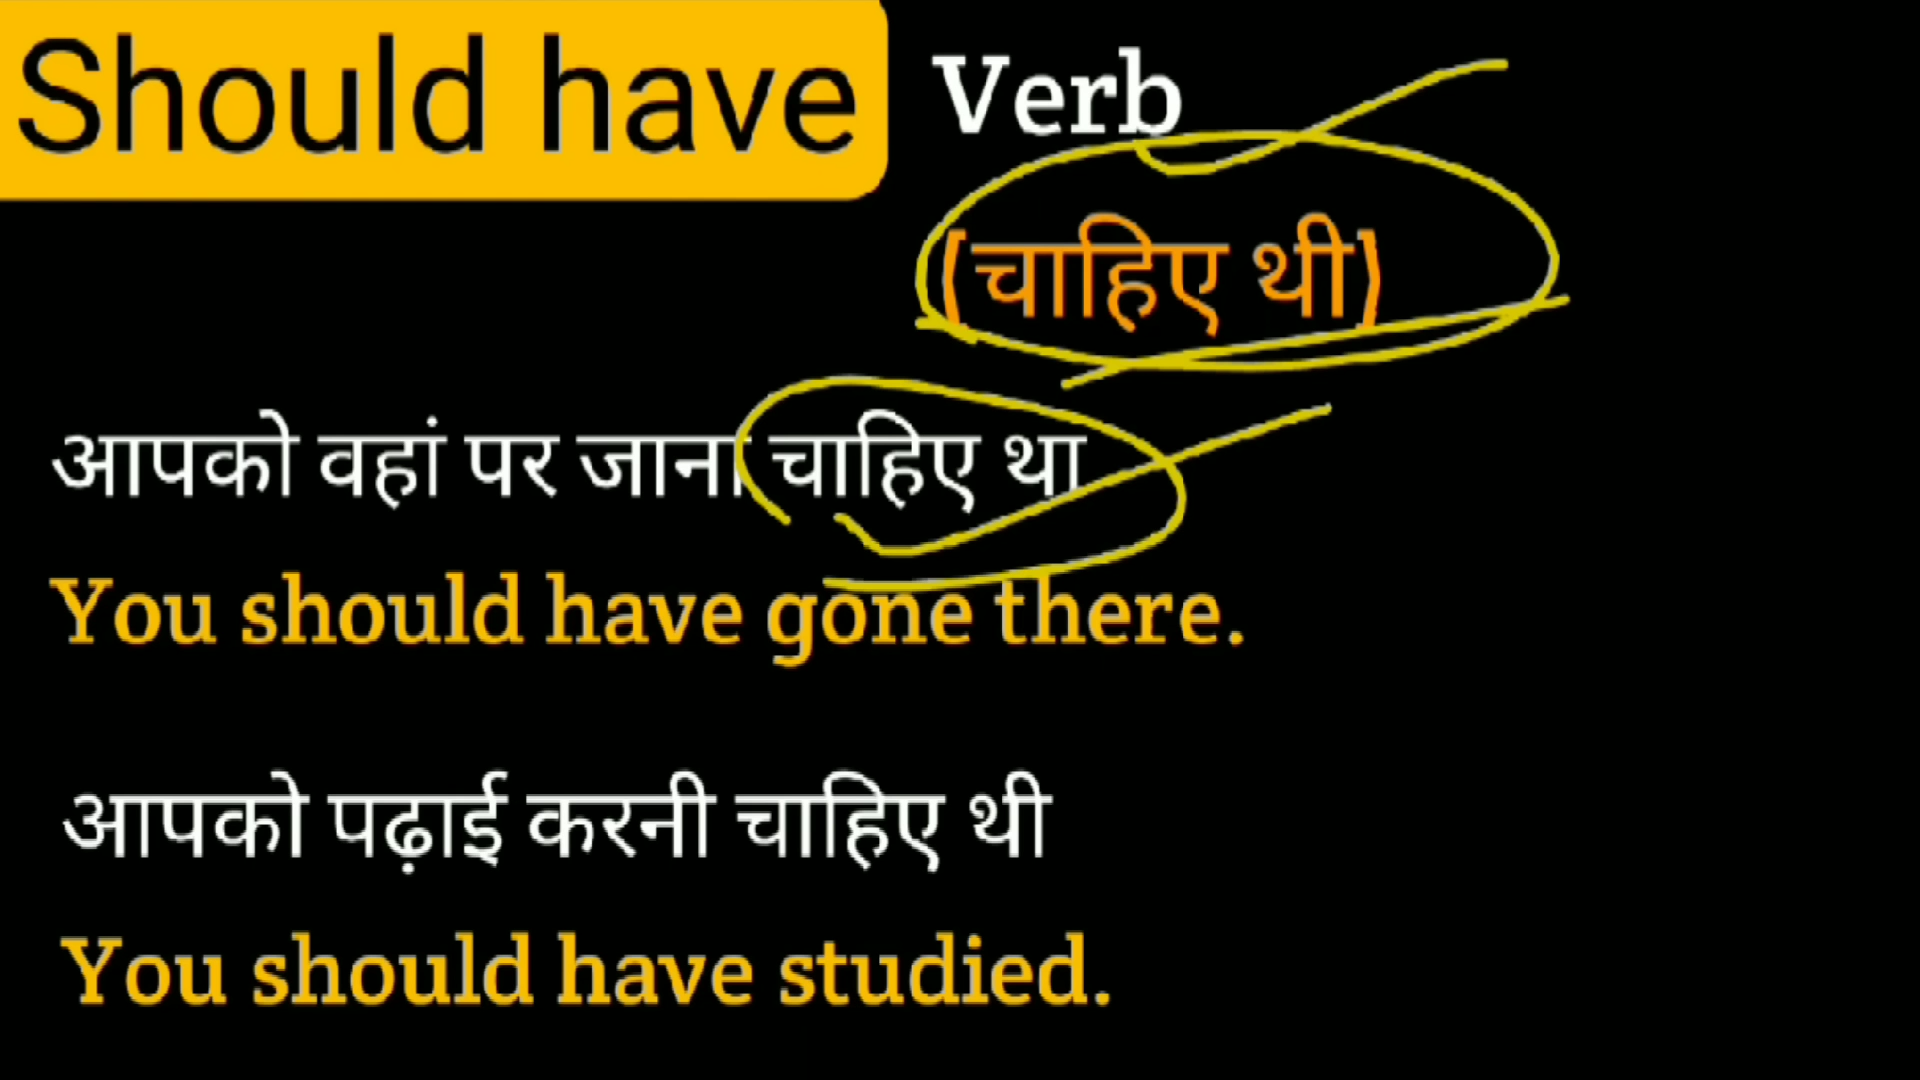 Should have Verb
(चाहिए थी)
आपको वहां पर जाना चाहिए था
You should have gone there.
आपको पढ़ाई करनी चाहिए थी
You should have studied.